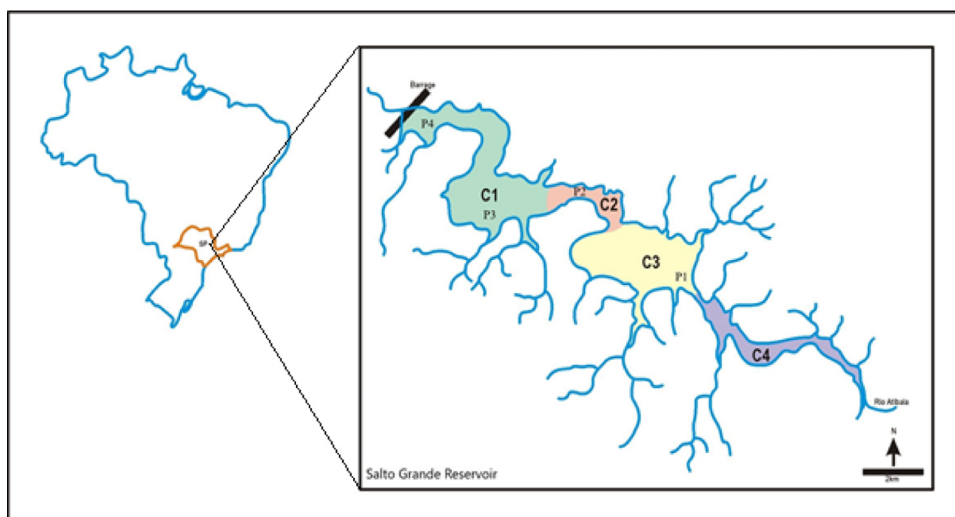 Barrage
P4
C1
P2
C2
P3
SP
C3
P1
C4
Rio Atibaia
N
2km
Salto Grande Reservoir